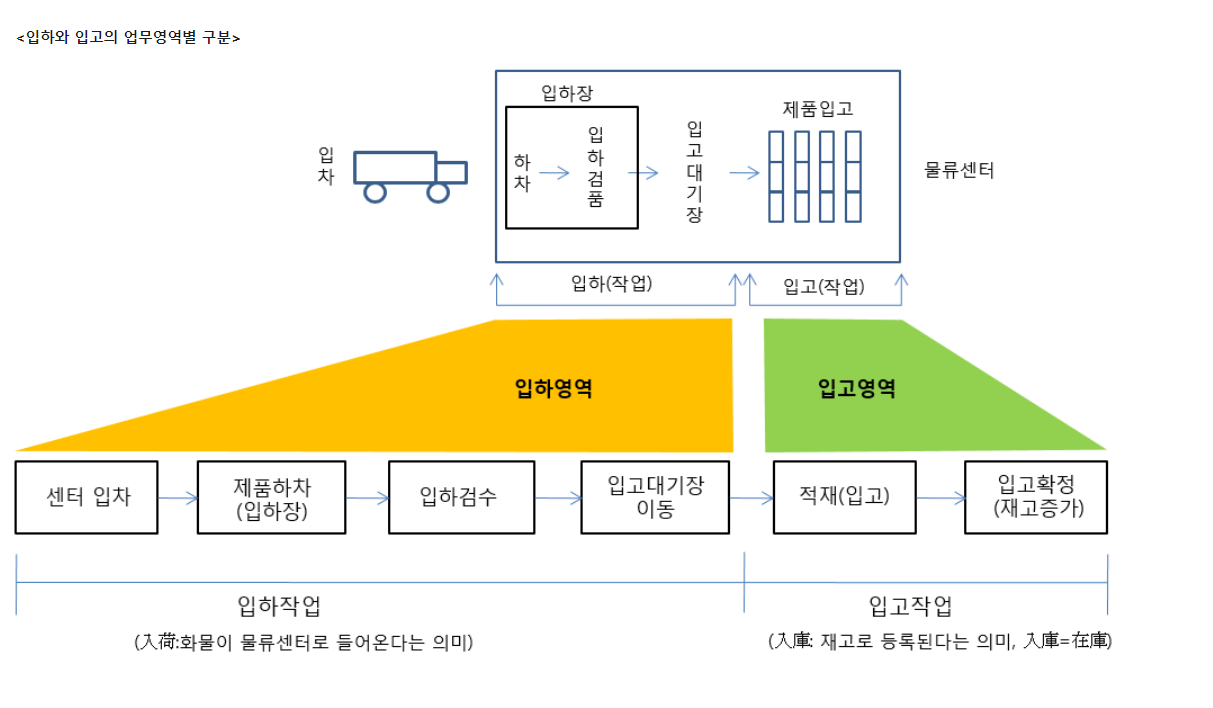 <입하와 입고의 업무영역별 구분>
입하장
제품입고
입차
하차
입하검품
입고대기장
물류센터
입하(작업)
입고(작업)
입하영역
입고영역
센터 입차
제품하차
(입하장)
입하검수
입고대기장
이동
적재(입고)
입고확정
(재고증가)
입하작업
(入荷:화물이 물류센터로 들어온다는 의미)
입고작업
(入庫: 재고로 등록된다는 의미, 入庫=在庫)